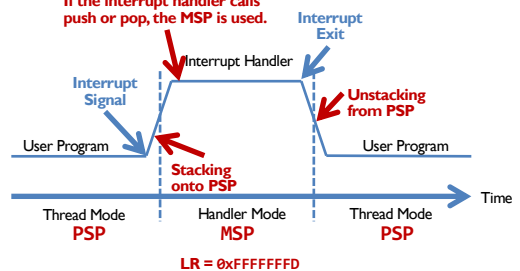 If the interrupt handler calls
push or pop, the MSP is used.
Interrupt
Exit
Interrupt Handler
Interrupt
Signal
Unstacking
from PSP
User Program
User Program
Stacking
onto PSP
Time
Thread Mode
Handler Mode
Thread Mode
PSP
MSP
PSP
LR = 0xFFFFFFFD